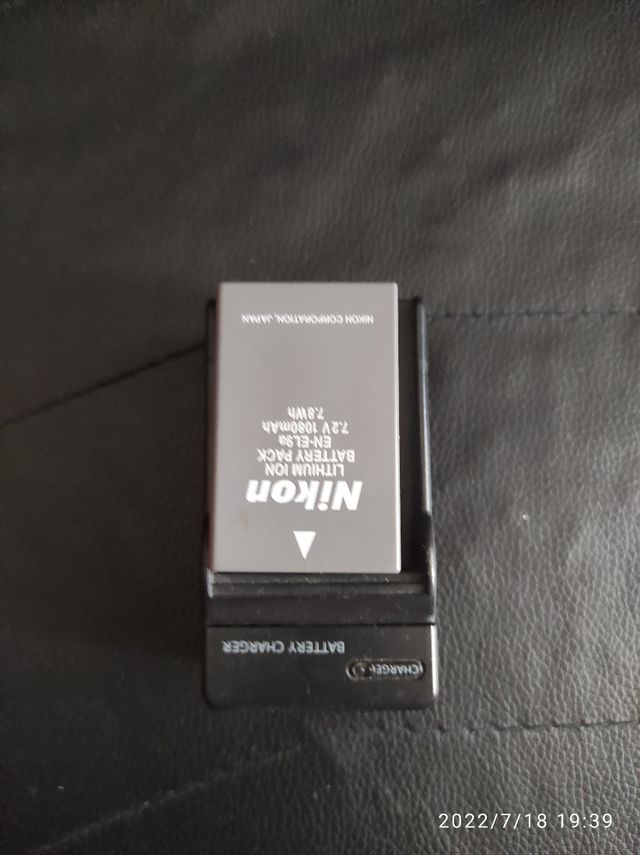 Nikon
LITHIUM ION
BATTERY PACK
EN-EL9a
7.2V 1080mAh
7.8Wh
NIKON CORPORATION, JAPAN
CHARGE
BATTERY CHARGER
2022/7/18 19:39